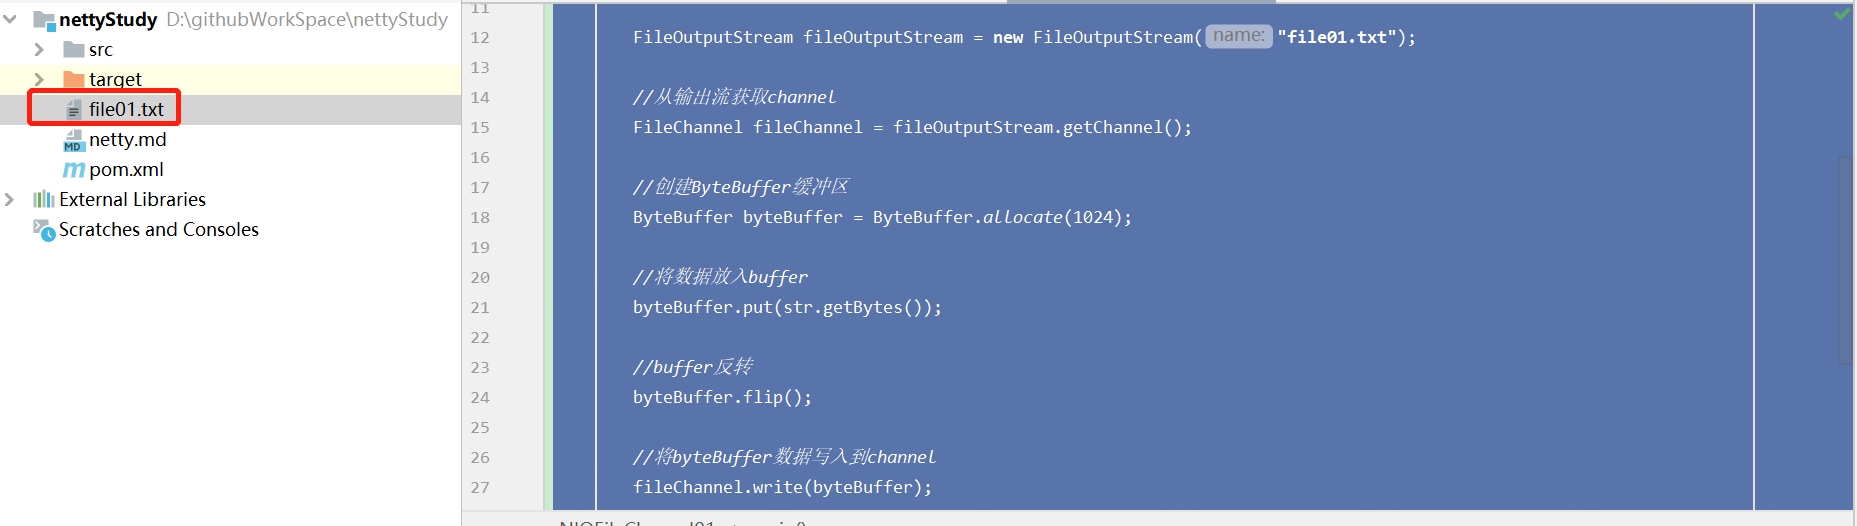 nettyStudy D:\githubWorkSpace\nettyStudy
src
target
file01.txt
netty.md
pom.xml
External Libraries
Scratches and Consoles
11
12 FileOutputStream fileOutputStream = new FileOutputStream( name: "file01.txt");
13
14 //从输出流获取channel
15 FileChannel fileChannel = fileOutputStream.getChannel();
16
17 //创建ByteBuffer缓冲区
18 ByteBuffer byteBuffer = ByteBuffer.allocate(1024);
19
20 //将数据放入buffer
21 byteBuffer.put(str.getBytes());
22
23 //buffer反转
24 byteBuffer.flip();
25
26 //将byteBuffer数据写入到channel
27 fileChannel.write(byteBuffer);